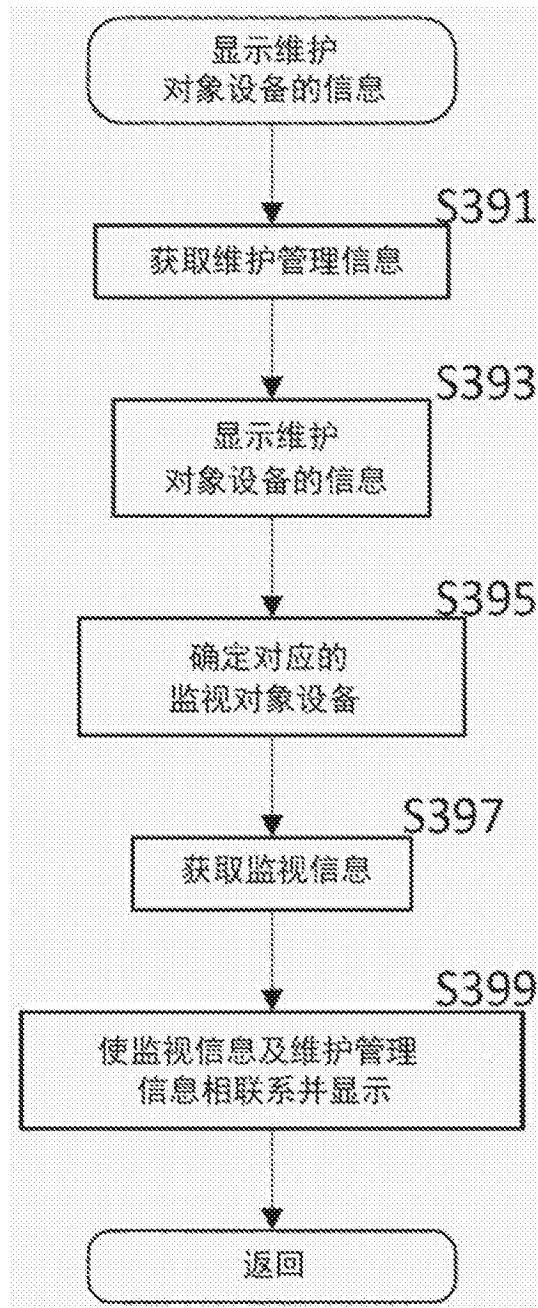 显示维护
对象设备的信息
S391
获取维护管理信息
S393
显示维护
对象设备的信息
S395
确定对应的
监视对象设备
S397
获取监视信息
S399
使监视信息及维护管理
信息相联系并显示
返回